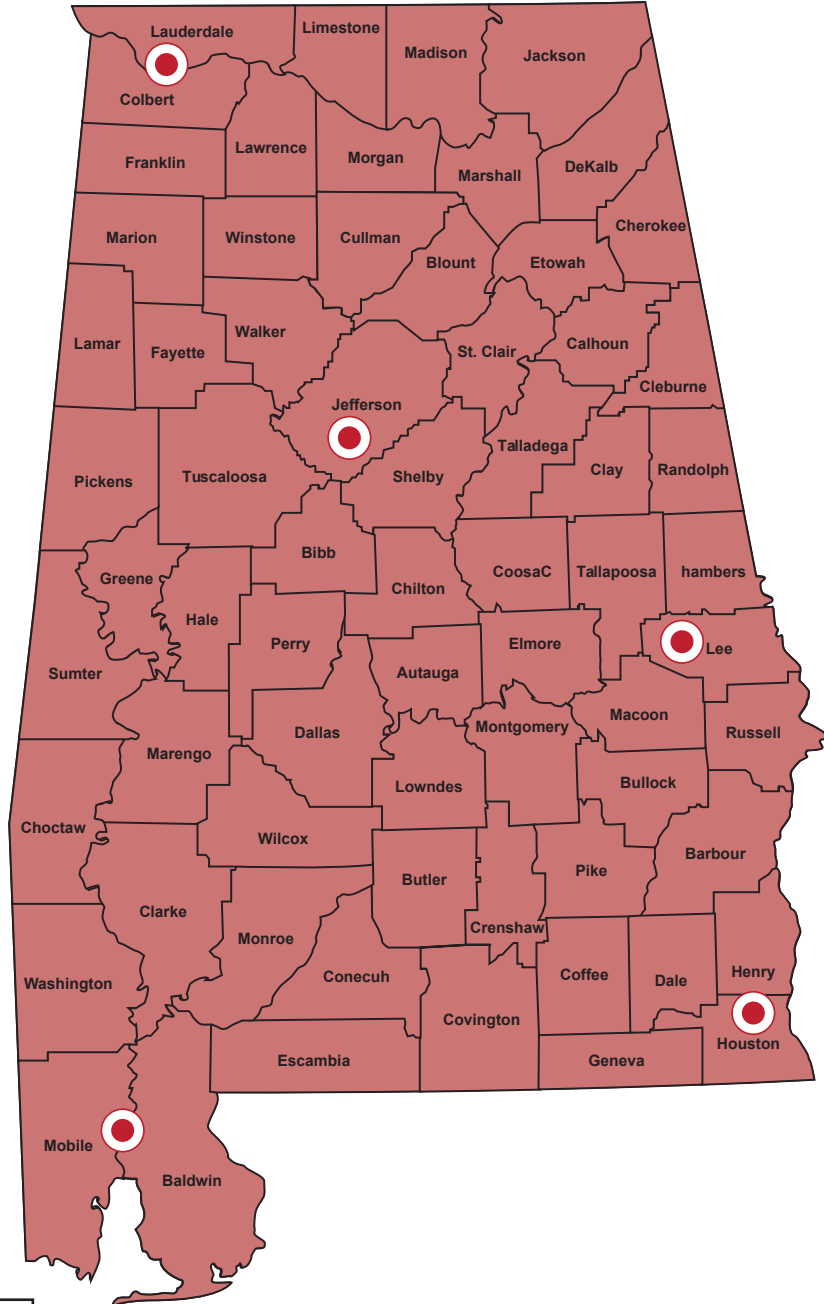 Lauderdale
Limestone
Madison
Jackson
Colbert
Lawrence
Franklin
Morgan
Marshall
DeKalb
Cherokee
Marion
Winstone
Cullman
Blount
Etowah
Lamar
Fayette
Walker
St. Clair
Calhoun
Cleburne
Jefferson
Talladega
Pickens
Tuscaloosa
Shelby
Clay
Randolph
Bibb
Greene
Chilton
CoosaC
Tallapoosa
hambers
Hale
Perry
Elmore
Lee
Sumter
Autauga
Macoon
Marengo
Dallas
Montgomery
Russell
Lowndes
Bullock
Choctaw
Wilcox
Butler
Pike
Barbour
Clarke
Monroe
Crenshaw
Washington
Conecuh
Coffee
Dale
Henry
Covington
Houston
Escambia
Geneva
Mobile
Baldwin